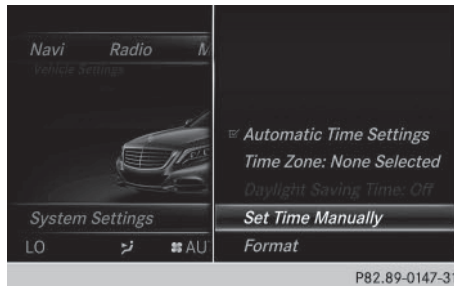 Navi Radio M
Vehicle Settings
Automatic Time Settings
Time Zone: None Selected
Daylight Saving Time: Off
System Settings
Set Time Manually
LO AU
Format
P82.89-0147-31